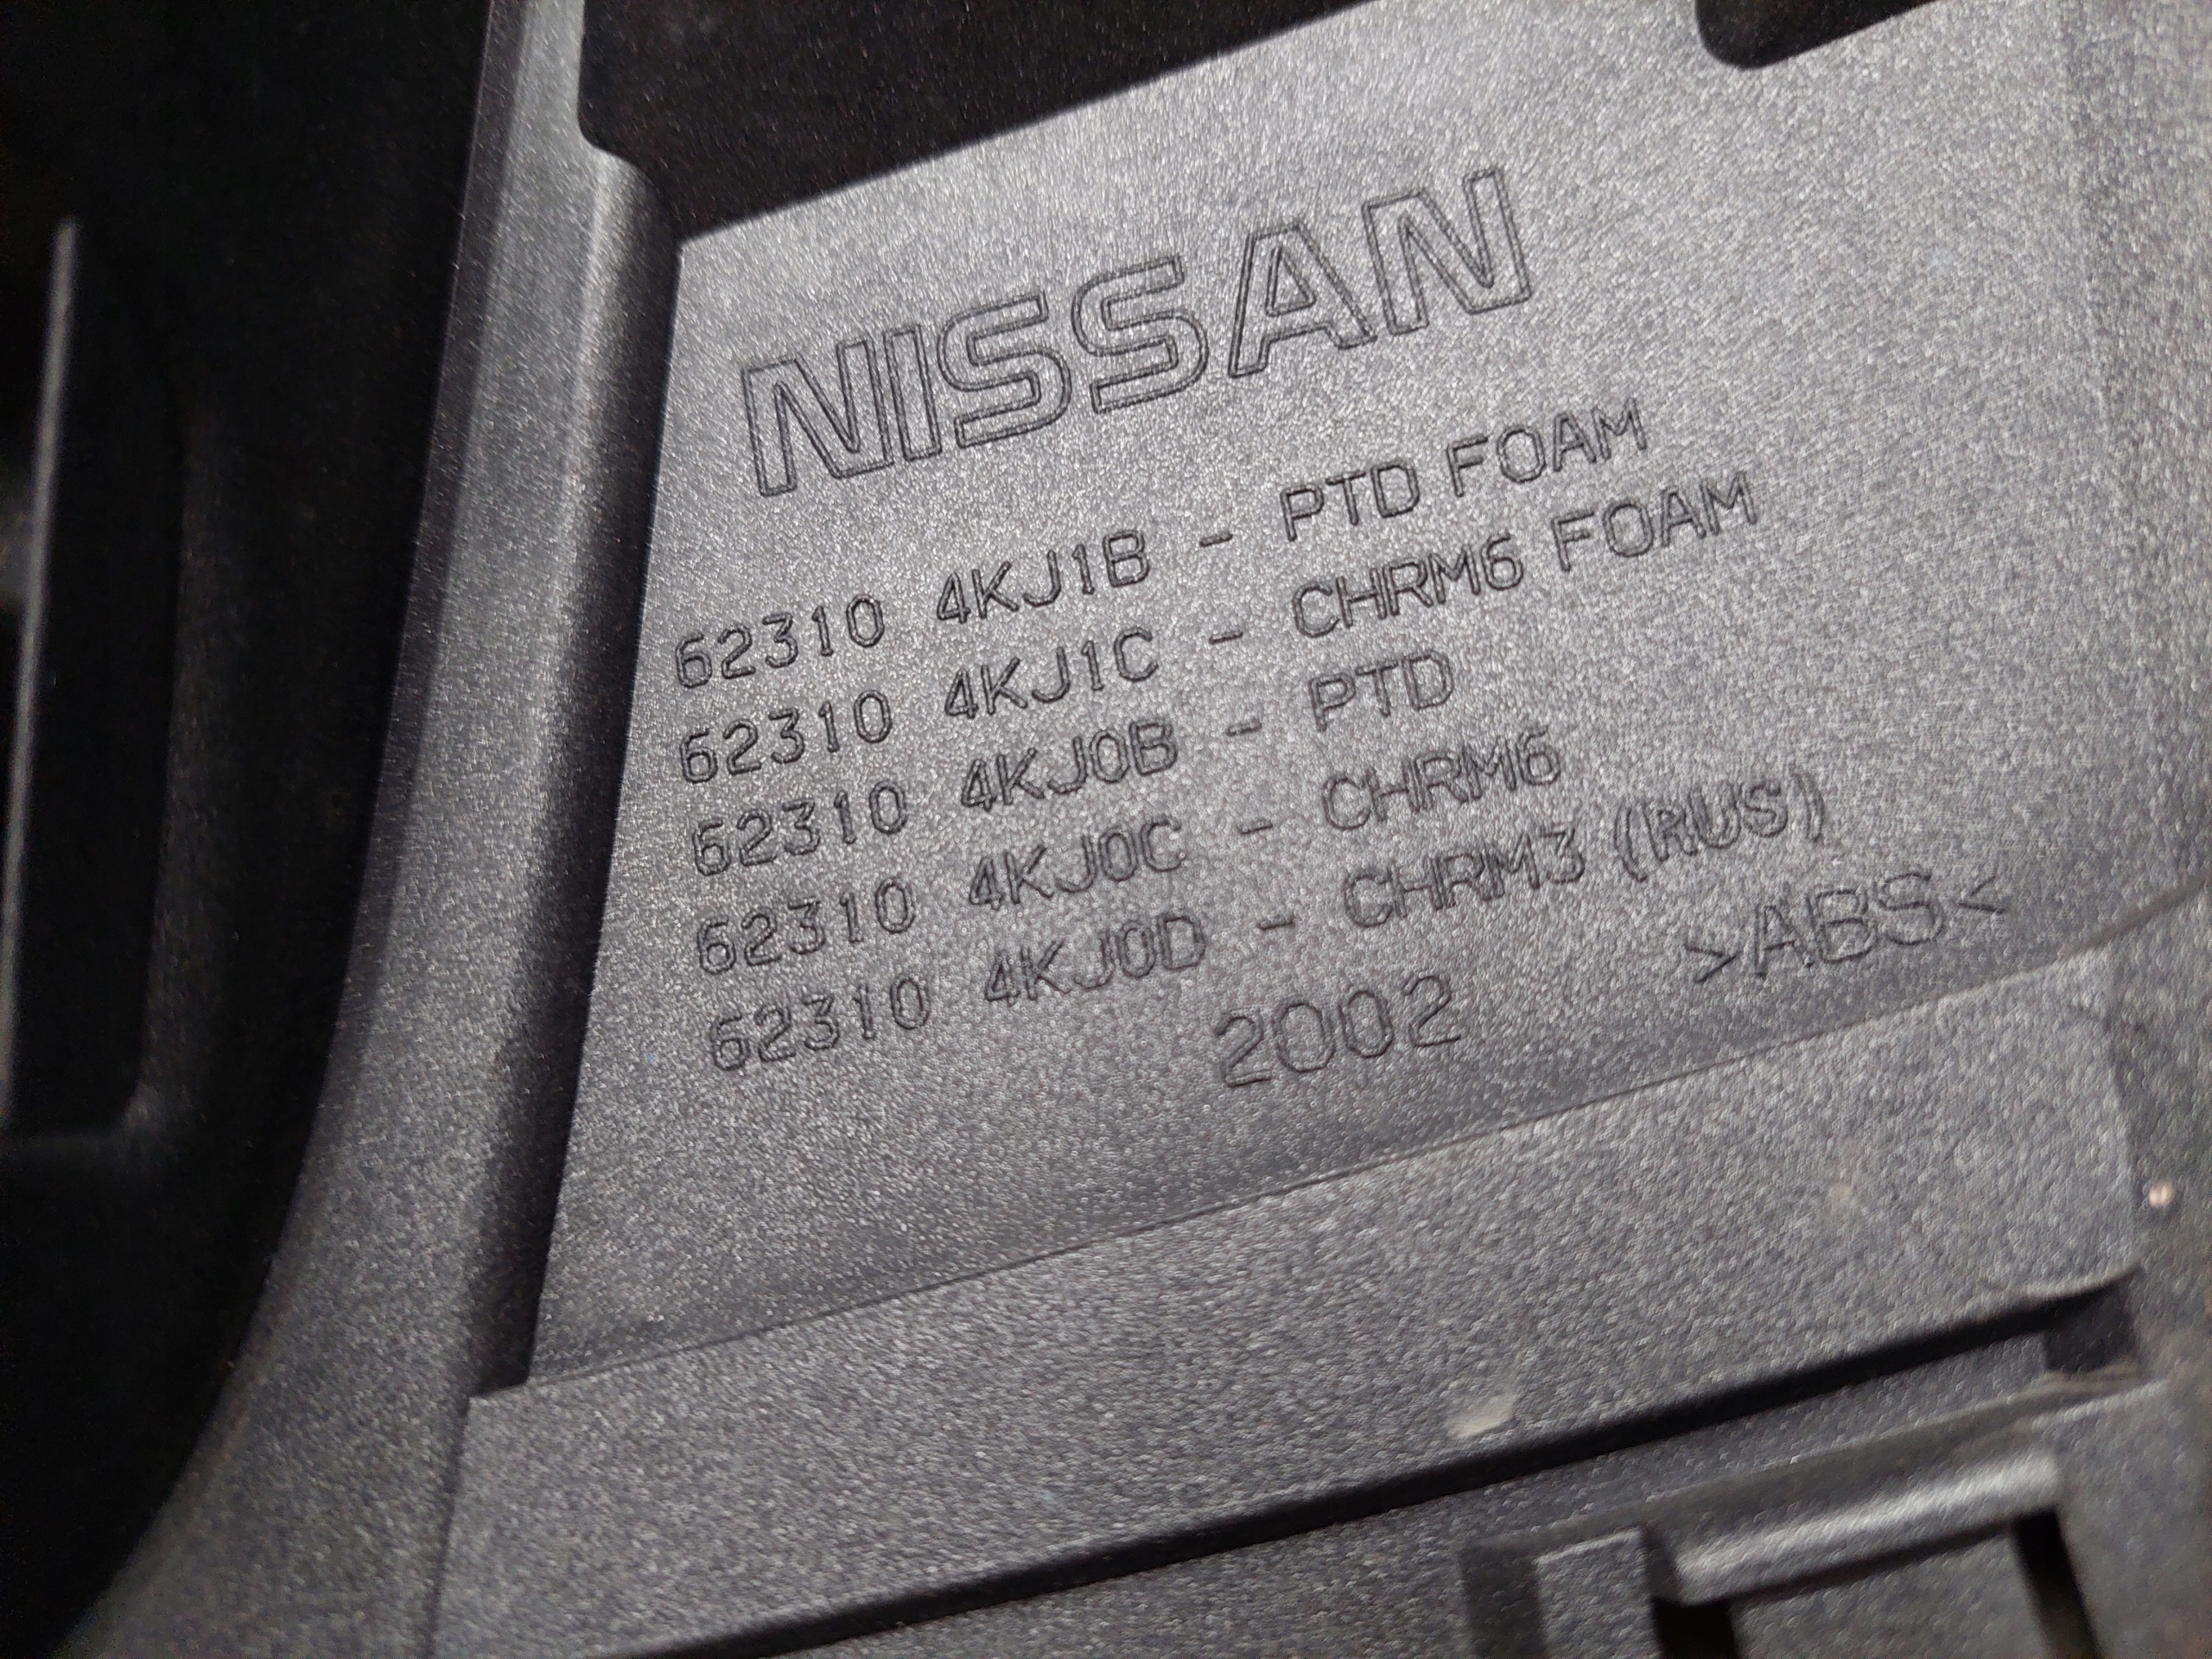 NISSAN
62310 4KJ1B - PTD FOAM
62310 4KJ1C - CHRM6 FOAM
62310 4KJ0B - PTD
62310 4KJ0C - CHRM6
62310 4KJ0D - CHRM3 (RUS)
2002 >ABS<